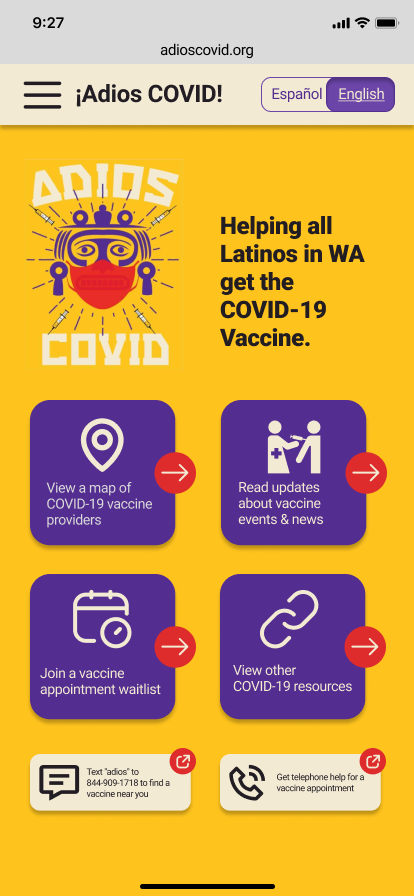 9:27
adioscovid.org
¡Adios COVID!
Español
English
ADIOS
COVID
Helping all
Latinos in WA
get the
COVID-19
Vaccine.
View a map of
COVID-19 vaccine
providers
Read updates
about vaccine
events & news
Join a vaccine
appointment waitlist
View other
COVID-19 resources
Text "adios" to
844-909-1718 to find a
vaccine near you
Get telephone help for a
vaccine appointment